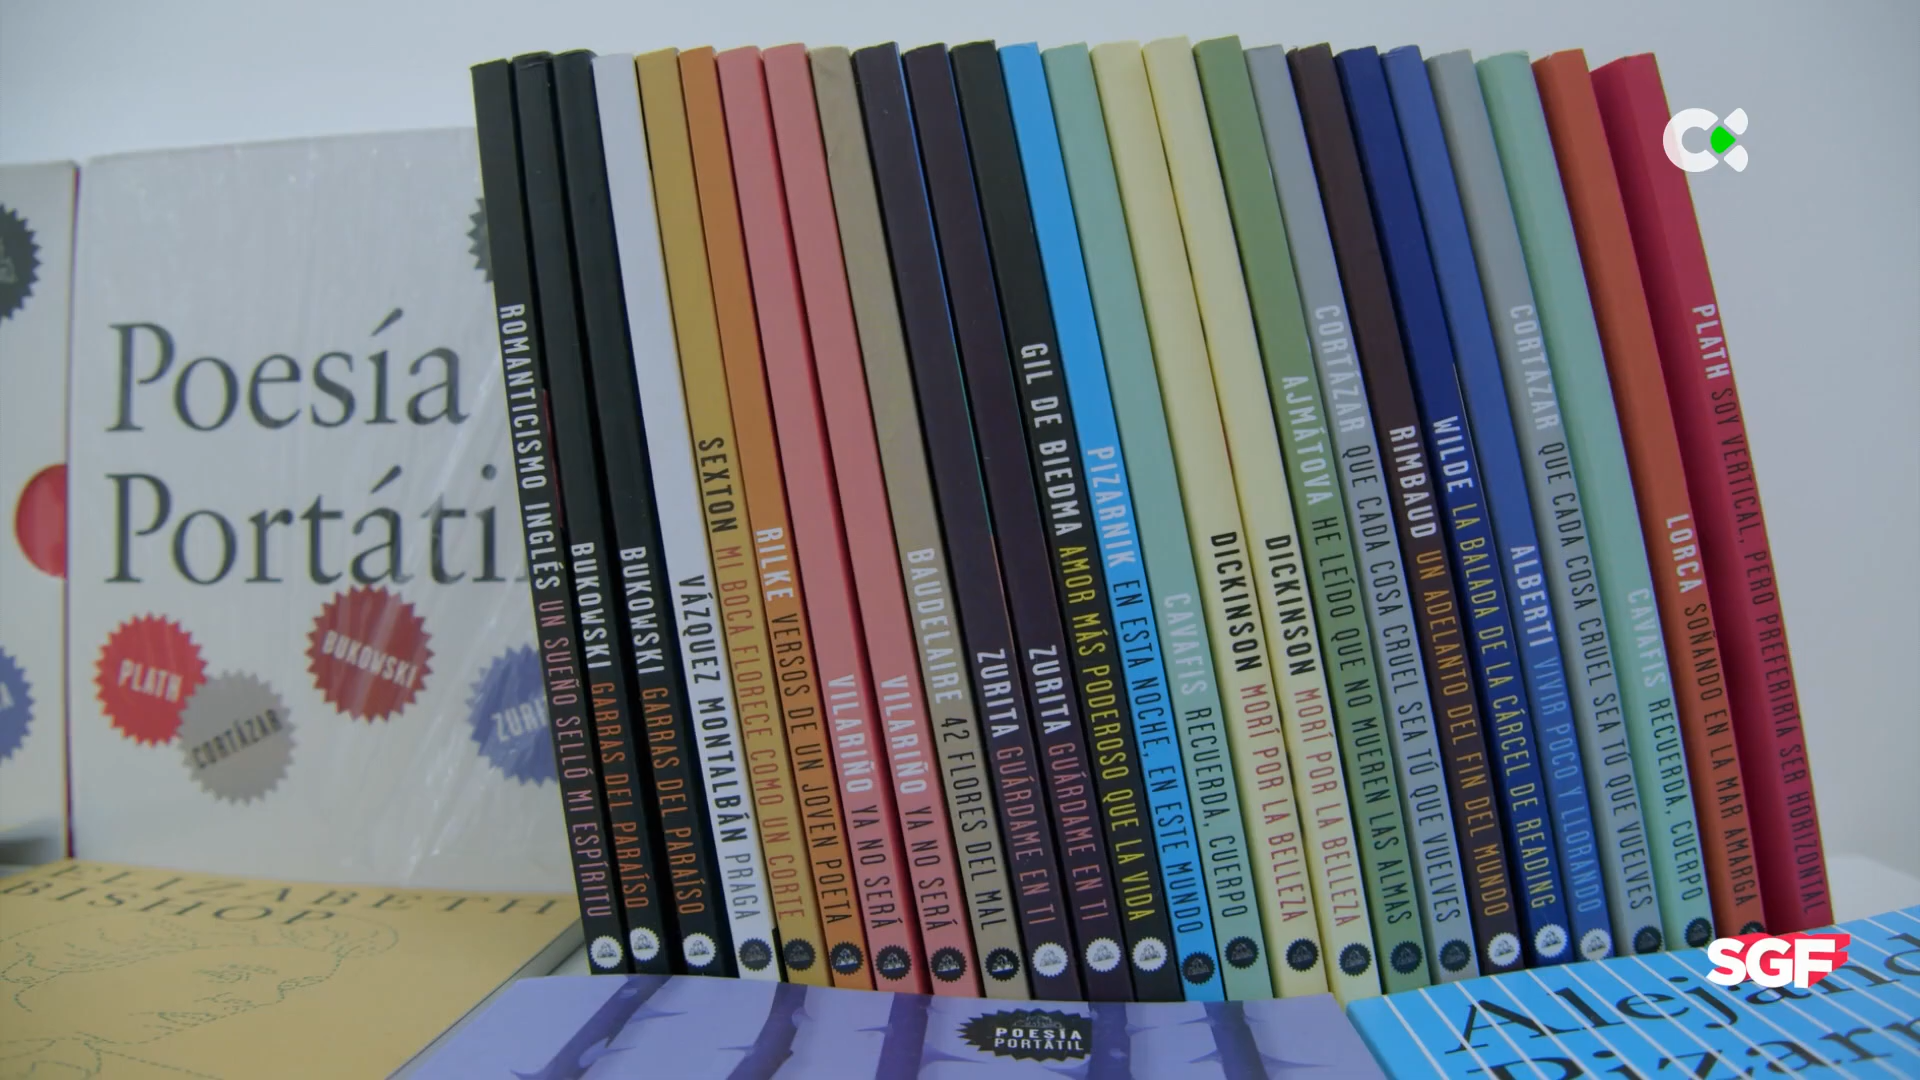 Poesía
Portáti
PLATH
CORTÁZAR
BUKOWSKI
ZURI
ELIZABETH
BISHOP
ROMANTICISMO INGLÉS UN SUEÑO SELLÓ MI ESPÍRITU
BUKOWSKI GARRAS DEL PARAÍSO
BUKOWSKI GARRAS DEL PARAÍSO
VÁZQUEZ MONTALBÁN PRAGA
SEXTON MI BOCA FLORECE COMO UN CORTE
RILKE VERSOS DE UN JOVEN POETA
VILARIÑO YA NO SERÁ
VILARIÑO YA NO SERÁ
BAUDELAIRE 42 FLORES DEL MAL
ZURITA GUÁRDAME EN TI
ZURITA GUÁRDAME EN TI
GIL DE BIEDMA AMOR MÁS PODEROSO QUE LA VIDA
PIZARNIK EN ESTA NOCHE, EN ESTE MUNDO
CAVAFIS RECUERDA, CUERPO
DICKINSON MORÍ POR LA BELLEZA
DICKINSON MORÍ POR LA BELLEZA
AJMÁTOVA HE LEÍDO QUE NO MUEREN LAS ALMAS
CORTÁZAR QUE CADA COSA CRUEL SEA TÚ QUE VUELVES
RIMBAUD UN ADELANTO DEL FIN DEL MUNDO
WILDE LA BALADA DE LA CÁRCEL DE READING
ALBERTI VIVIR POCO Y LLORANDO
CORTÁZAR QUE CADA COSA CRUEL SEA TÚ QUE VUELVES
CAVAFIS RECUERDA, CUERPO
LORCA SOÑANDO EN LA MAR AMARGA
PLATH SOY VERTICAL, PERO PREFERIRÍA SER HORIZONTAL
POESÍA
PORTÁTIL
Alejand
Pizarn
SGF